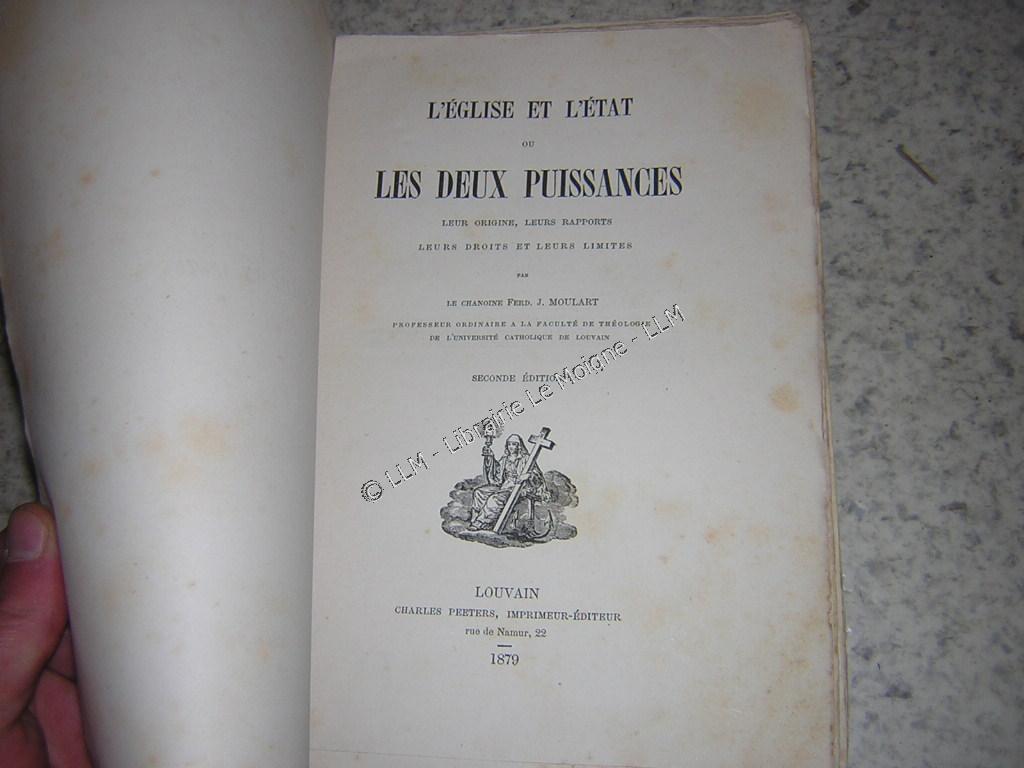 L'ÉGLISE ET L'ÉTAT
OU
LES DEUX PUISSANCES
LEUR ORIGINE, LEURS RAPPORTS
LEURS DROITS ET LEURS LIMITES
PAR
LE CHANOINE FERD. J. MOULART
PROFESSEUR ORDINAIRE A LA FACULTÉ DE THÉOLOGIE
DE L'UNIVERSITÉ CATHOLIQUE DE LOUVAIN
SECONDE ÉDITION
© LLM - Librairie Le Moigne - LLM
LOUVAIN
CHARLES PEETERS, IMPRIMEUR-ÉDITEUR
rue de Namur, 22
1879